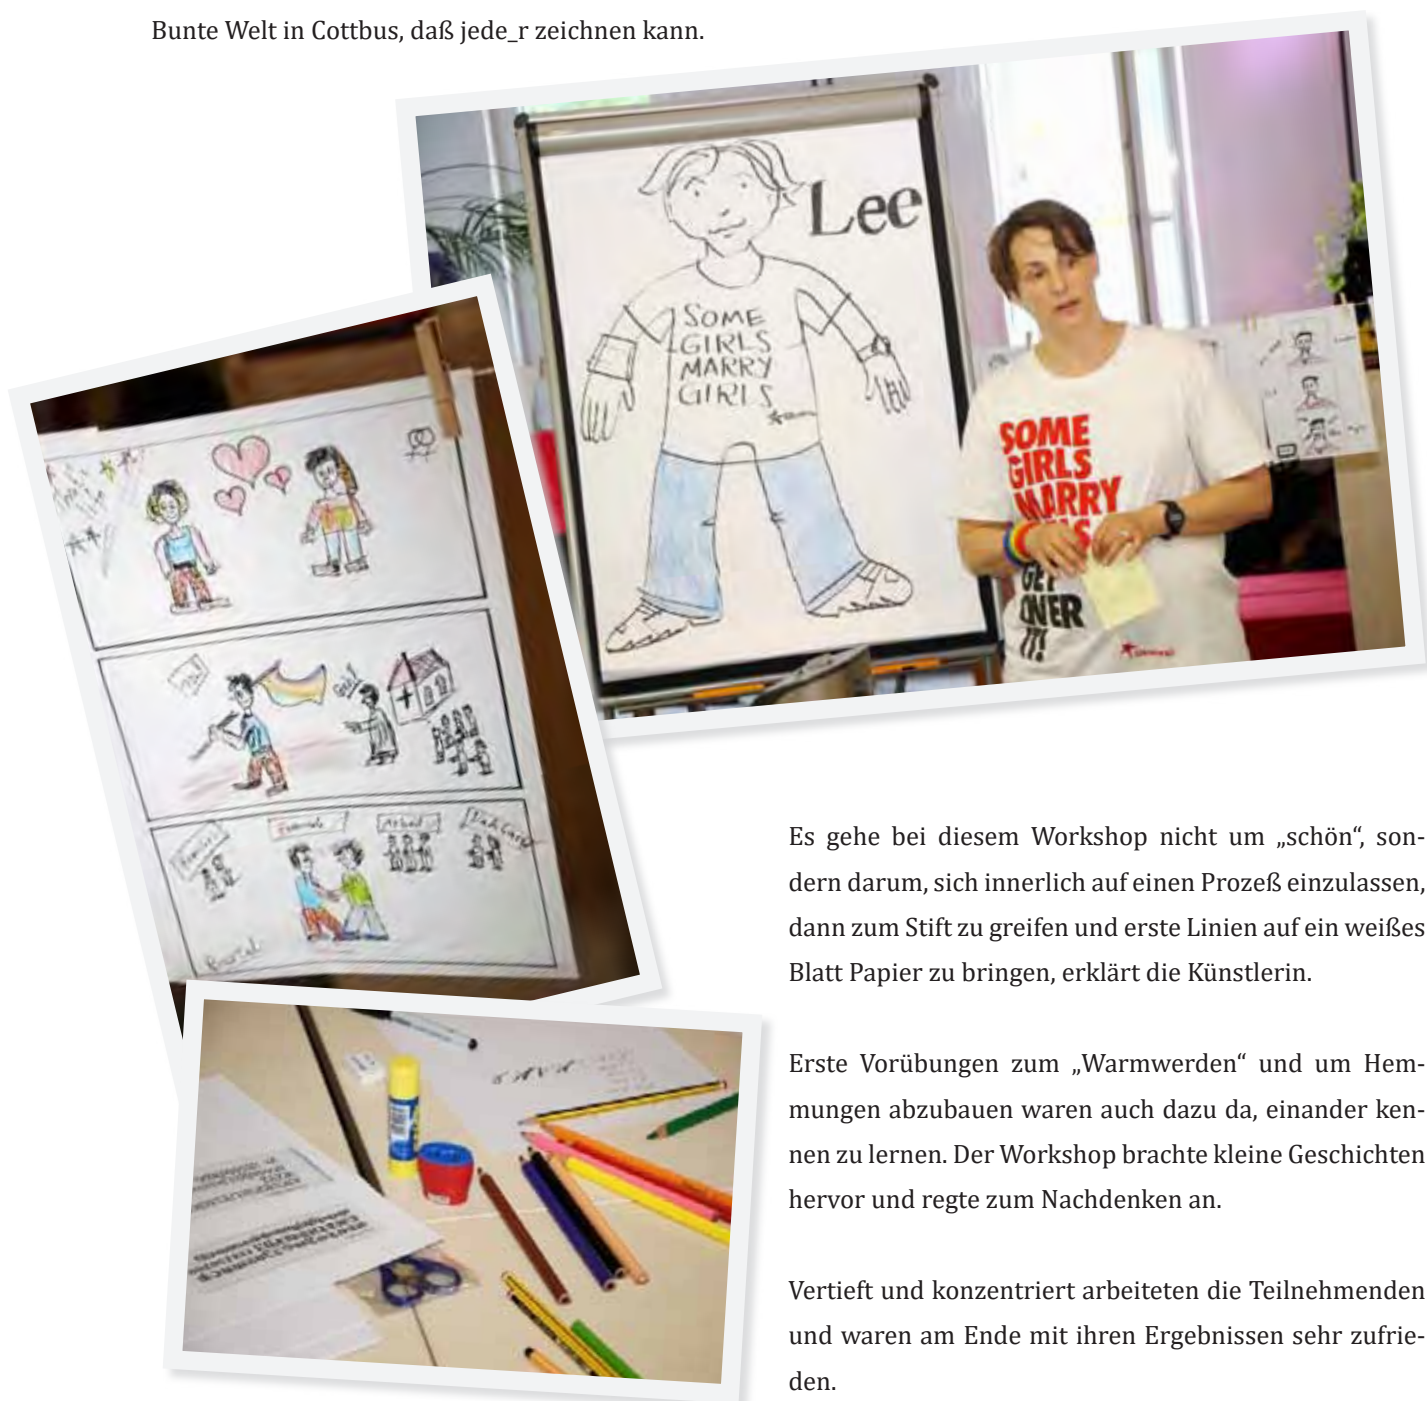 Bunte Welt in Cottbus, daß jede_r zeichnen kann.
Lee
SOME
GIRLS
MARRY
GIRLS
SOME
GIRLS
MARRY
GET
OVER
IT!
Familie
Freunde
Arbeit
Es gehe bei diesem Workshop nicht um „schön“, son-
dern darum, sich innerlich auf einen Prozeß einzulassen,
dann zum Stift zu greifen und erste Linien auf ein weißes
Blatt Papier zu bringen, erklärt die Künstlerin.
Erste Vorübungen zum „Warmwerden“ und um Hem-
mungen abzubauen waren auch dazu da, einander ken-
nen zu lernen. Der Workshop brachte kleine Geschichten
hervor und regte zum Nachdenken an.
Vertieft und konzentriert arbeiteten die Teilnehmenden
und waren am Ende mit ihren Ergebnissen sehr zufrie-
den.